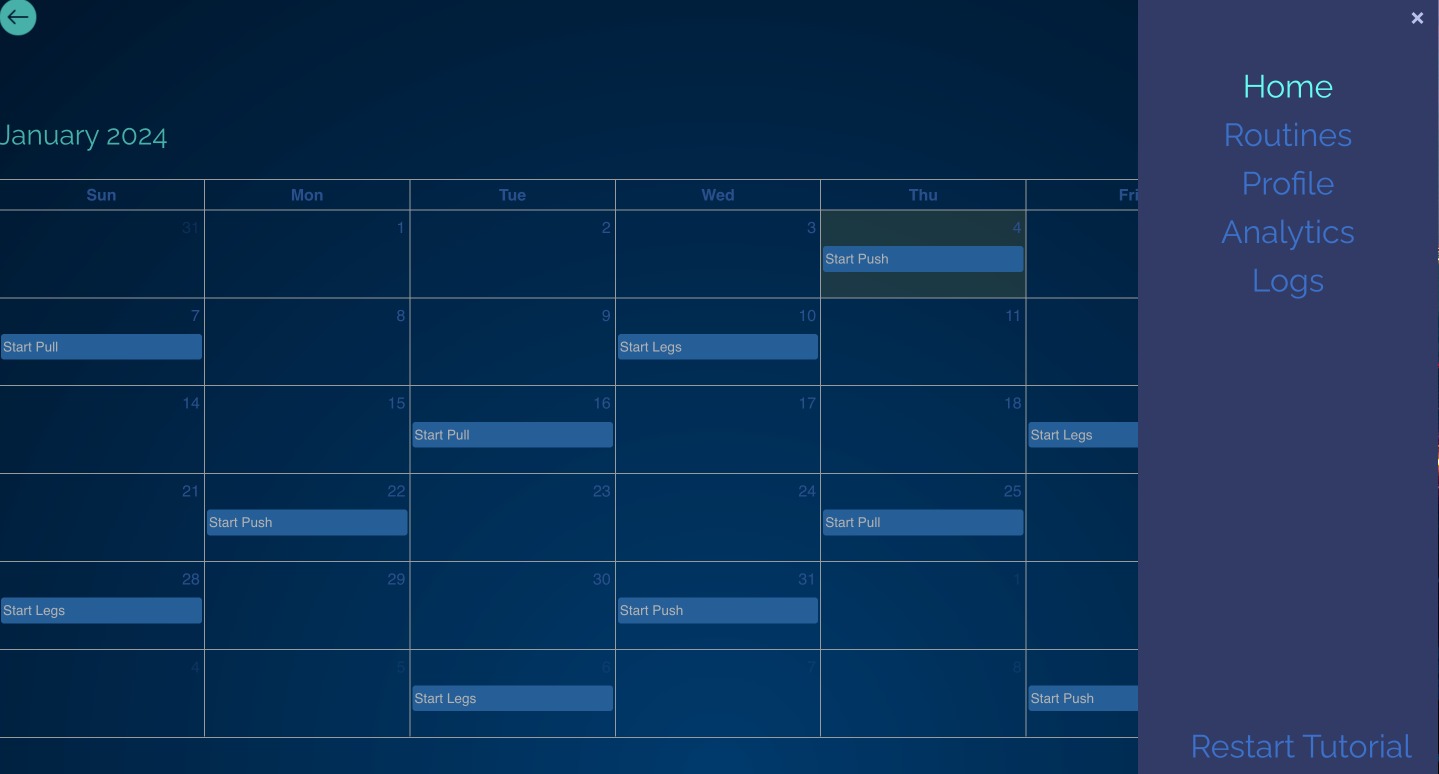 ×
Home
Routines
Profile
Analytics
Logs
Restart Tutorial
January 2024
Sun Mon Tue Wed Thu Fri
31 1 2 3 4
Start Push
7 8 9 10 11
Start Pull Start Legs
14 15 16 17 18
Start Pull Start Legs
21 22 23 24 25
Start Push Start Pull
28 29 30 31 1
Start Legs Start Push
4 5 6 7 8
Start Legs Start Push